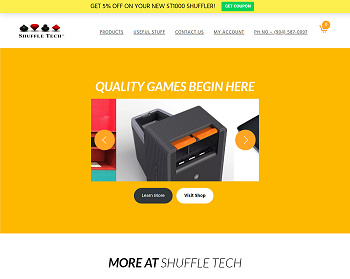 GET 5% OFF ON YOUR NEW ST1000 SHUFFLER! GET COUPON
SHUFFLE TECH
PRODUCTS USEFUL STUFF CONTACT US MY ACCOUNT PH NO - (904) 587-0997
0
QUALITY GAMES BEGIN HERE
Learn More Visit Shop
MORE AT SHUFFLE TECH